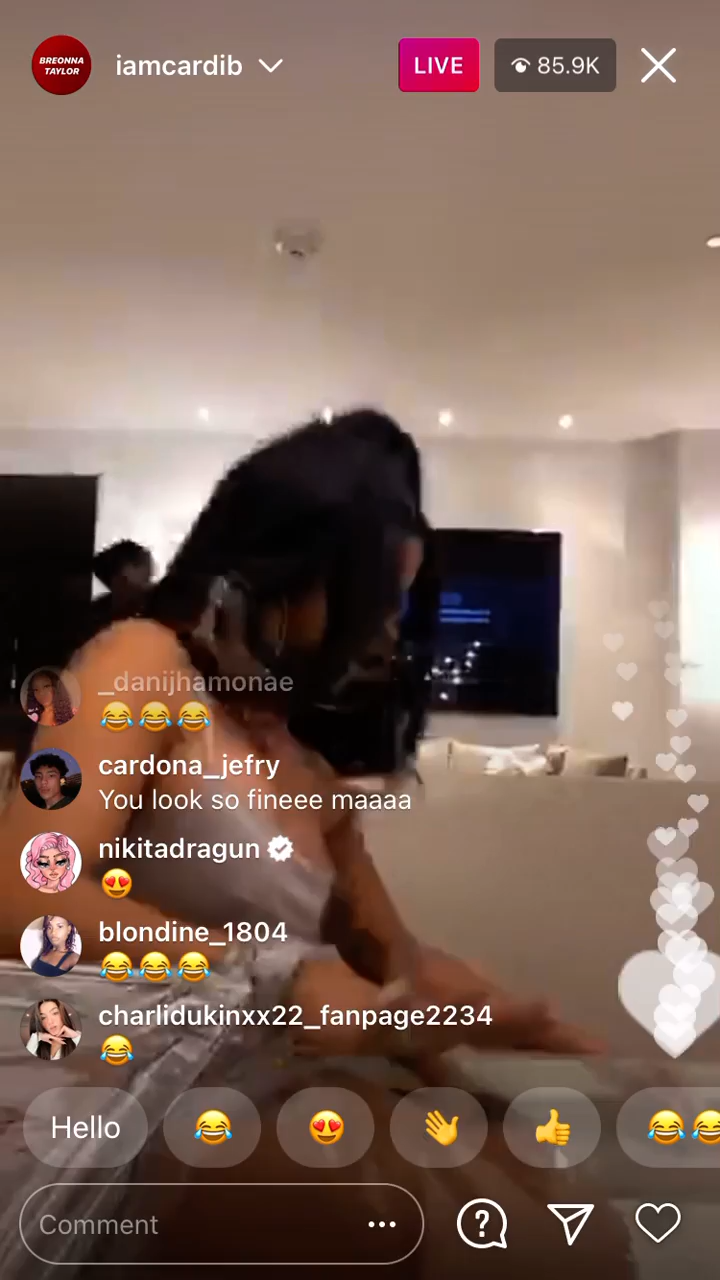 BREONNA
TAYLOR
iamcardib
LIVE
85.9K
_danijhamonae
😂😂😂
cardona_jefry
You look so fineee maaaa
nikitadragun
😍
blondine_1804
😂😂😂
charlidukinxx22_fanpage2234
😂
Hello 😂 😍 👋 👍 😂😂
Comment